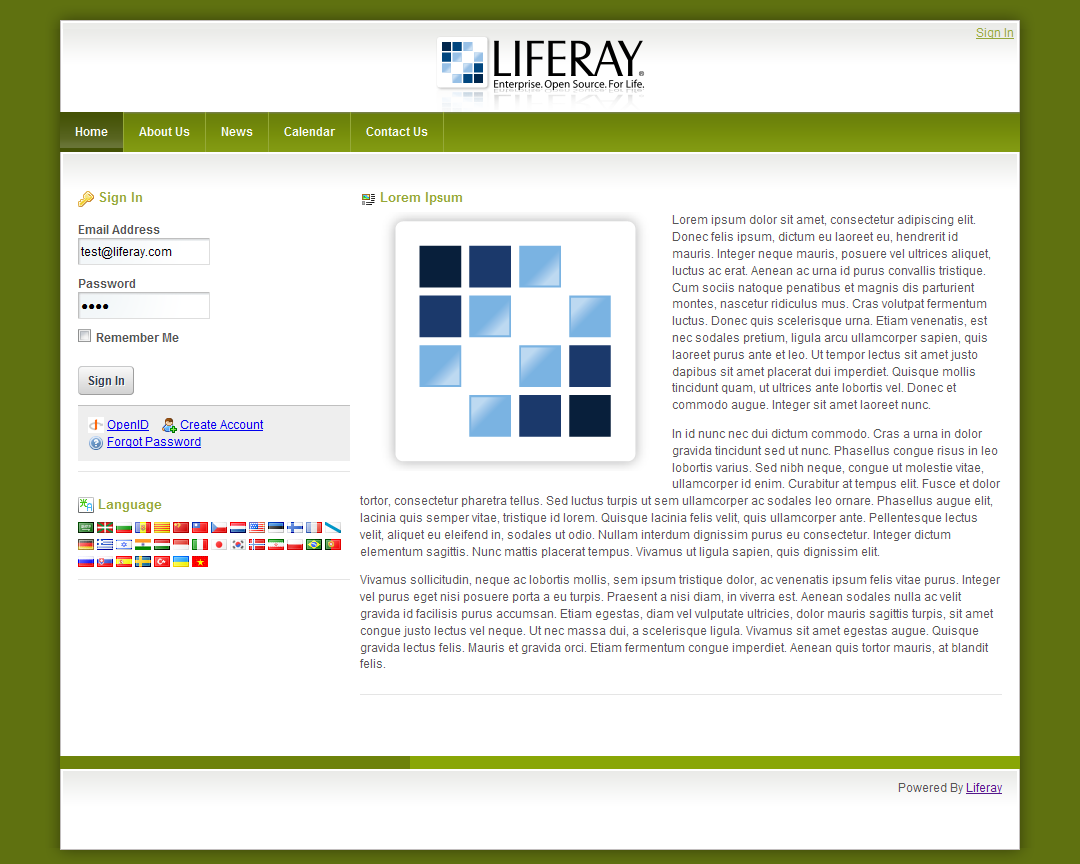 Sign In
LIFERAY®
Enterprise. Open Source. For Life.
Home
About Us
News
Calendar
Contact Us
Sign In
Email Address
test@liferay.com
Password
Remember Me
Sign In
OpenID
Create Account
Forgot Password
Language
Lorem Ipsum
Lorem ipsum dolor sit amet, consectetur adipiscing elit.
Donec felis ipsum, dictum eu laoreet eu, hendrerit id
mauris. Integer neque mauris, posuere vel ultrices aliquet,
luctus ac erat. Aenean ac urna id purus convallis tristique.
Cum sociis natoque penatibus et magnis dis parturient
montes, nascetur ridiculus mus. Cras volutpat fermentum
luctus. Donec quis scelerisque urna. Etiam venenatis, est
nec sodales pretium, ligula arcu ullamcorper sapien, quis
laoreet purus ante et leo. Ut tempor lectus sit amet justo
dapibus sit amet placerat dui imperdiet. Quisque mollis
tincidunt quam, ut ultrices ante lobortis vel. Donec et
commodo augue. Integer sit amet laoreet nunc.
In id nunc nec dui dictum commodo. Cras a urna in dolor
gravida tincidunt sed ut nunc. Phasellus congue risus in leo
lobortis varius. Sed nibh neque, congue ut molestie vitae,
ullamcorper id enim. Curabitur at tempus elit. Fusce et dolor
tortor, consectetur pharetra tellus. Sed luctus turpis ut sem ullamcorper ac sodales leo ornare. Phasellus augue elit,
lacinia quis semper vitae, tristique id lorem. Quisque lacinia felis velit, quis ullamcorper ante. Pellentesque lectus
velit, aliquet eu eleifend in, sodales ut odio. Nullam interdum dignissim purus eu consectetur. Integer dictum
elementum sagittis. Nunc mattis placerat tempus. Vivamus ut ligula sapien, quis dignissim elit.
Vivamus sollicitudin, neque ac lobortis mollis, sem ipsum tristique dolor, ac venenatis ipsum felis vitae purus. Integer
vel purus eget nisi posuere porta a eu turpis. Praesent a nisi diam, in viverra est. Aenean sodales nulla ac velit
gravida id facilisis purus accumsan. Etiam egestas, diam vel vulputate ultricies, dolor mauris sagittis turpis, sit amet
congue justo lectus vel neque. Ut nec massa dui, a scelerisque ligula. Vivamus sit amet egestas augue. Quisque
gravida lectus felis. Mauris et gravida orci. Etiam fermentum congue imperdiet. Aenean quis tortor mauris, at blandit
felis.
Powered By Liferay